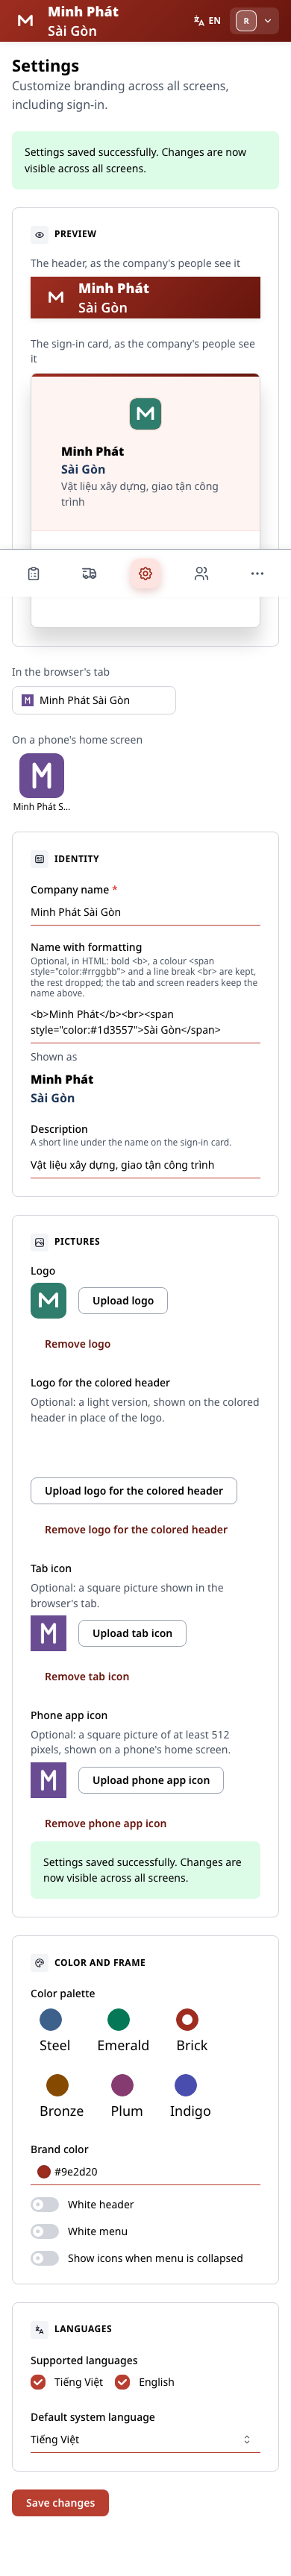 M
Minh Phát
Sài Gòn
EN
R
Settings
Customize branding across all screens,
including sign-in.
Settings saved successfully. Changes are now
visible across all screens.
PREVIEW
The header, as the company's people see it
M
Minh Phát
Sài Gòn
The sign-in card, as the company's people see
it
M
Minh Phát
Sài Gòn
Vật liệu xây dựng, giao tận công
trình
In the browser's tab
M
Minh Phát Sài Gòn
On a phone's home screen
M
Minh Phát S...
IDENTITY
Company name *
Minh Phát Sài Gòn
Name with formatting
Optional, in HTML: bold <b>, a colour <span
style="color:#rrggbb"> and a line break <br> are kept,
the rest dropped; the tab and screen readers keep the
name above.
<b>Minh Phát</b><br><span
style="color:#1d3557">Sài Gòn</span>
Shown as
Minh Phát
Sài Gòn
Description
A short line under the name on the sign-in card.
Vật liệu xây dựng, giao tận công trình
PICTURES
Logo
M
Upload logo
Remove logo
Logo for the colored header
Optional: a light version, shown on the colored
header in place of the logo.
Upload logo for the colored header
Remove logo for the colored header
Tab icon
Optional: a square picture shown in the
browser's tab.
M
Upload tab icon
Remove tab icon
Phone app icon
Optional: a square picture of at least 512
pixels, shown on a phone's home screen.
M
Upload phone app icon
Remove phone app icon
Settings saved successfully. Changes are
now visible across all screens.
COLOR AND FRAME
Color palette
Steel
Emerald
Brick
Bronze
Plum
Indigo
Brand color
#9e2d20
White header
White menu
Show icons when menu is collapsed
LANGUAGES
Supported languages
Tiếng Việt
English
Default system language
Tiếng Việt
Save changes